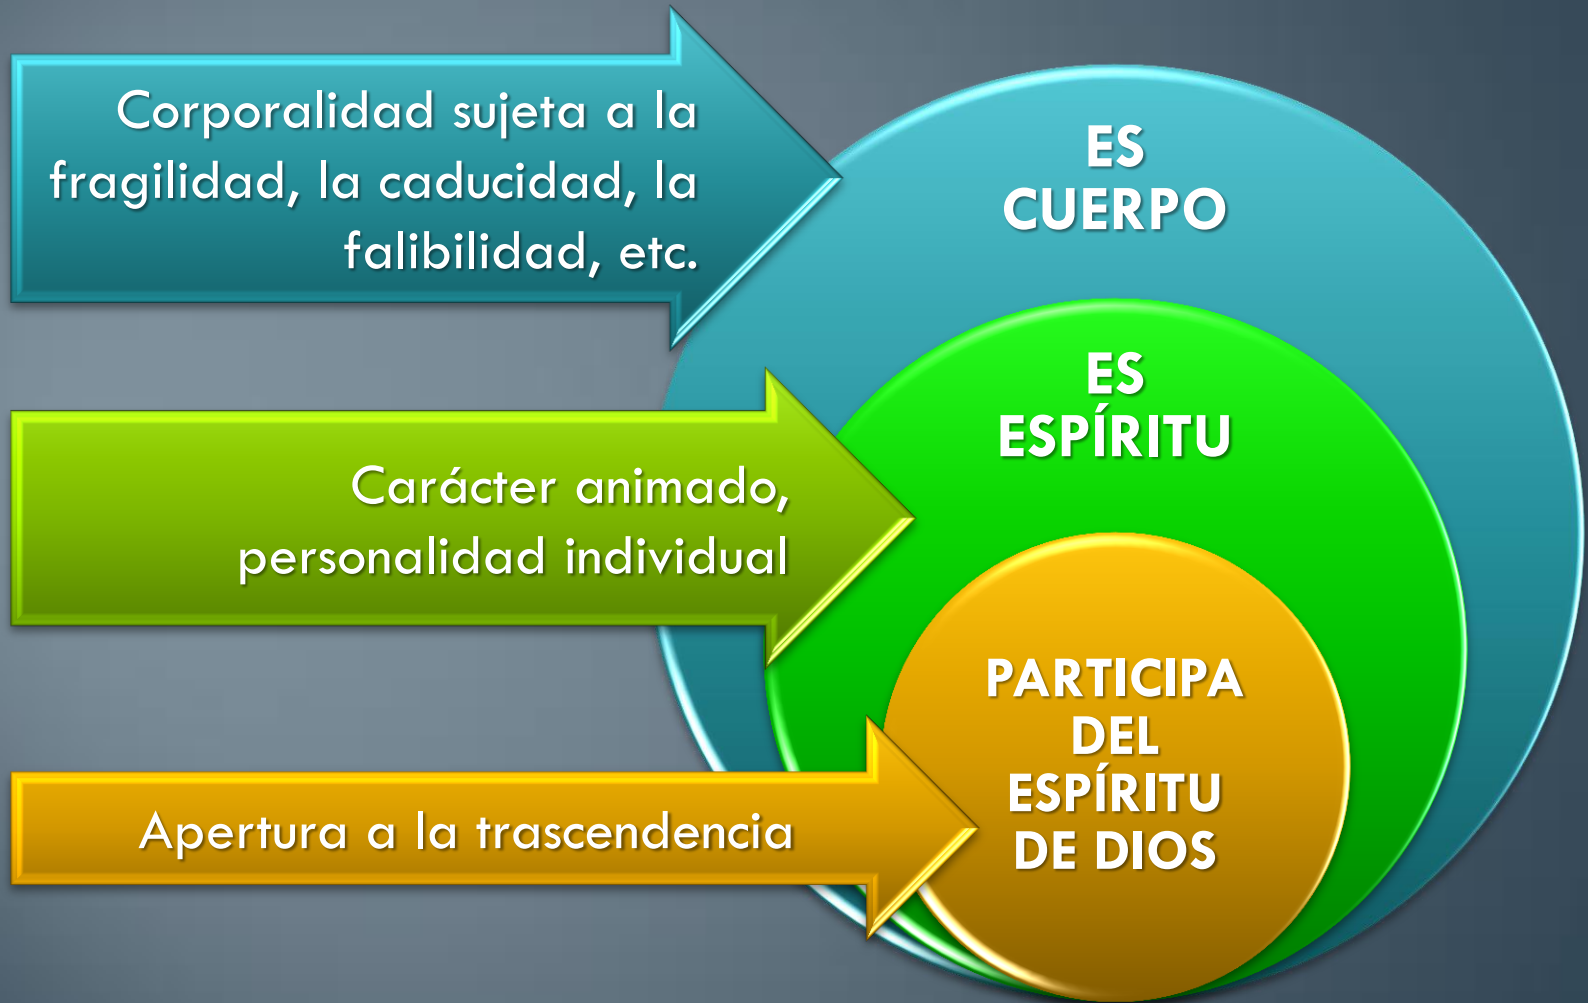 Corporalidad sujeta a la
fragilidad, la caducidad, la
falibilidad, etc.
ES
CUERPO
Carácter animado,
personalidad individual
ES
ESPÍRITU
Apertura a la trascendencia
PARTICIPA
DEL
ESPÍRITU
DE DIOS